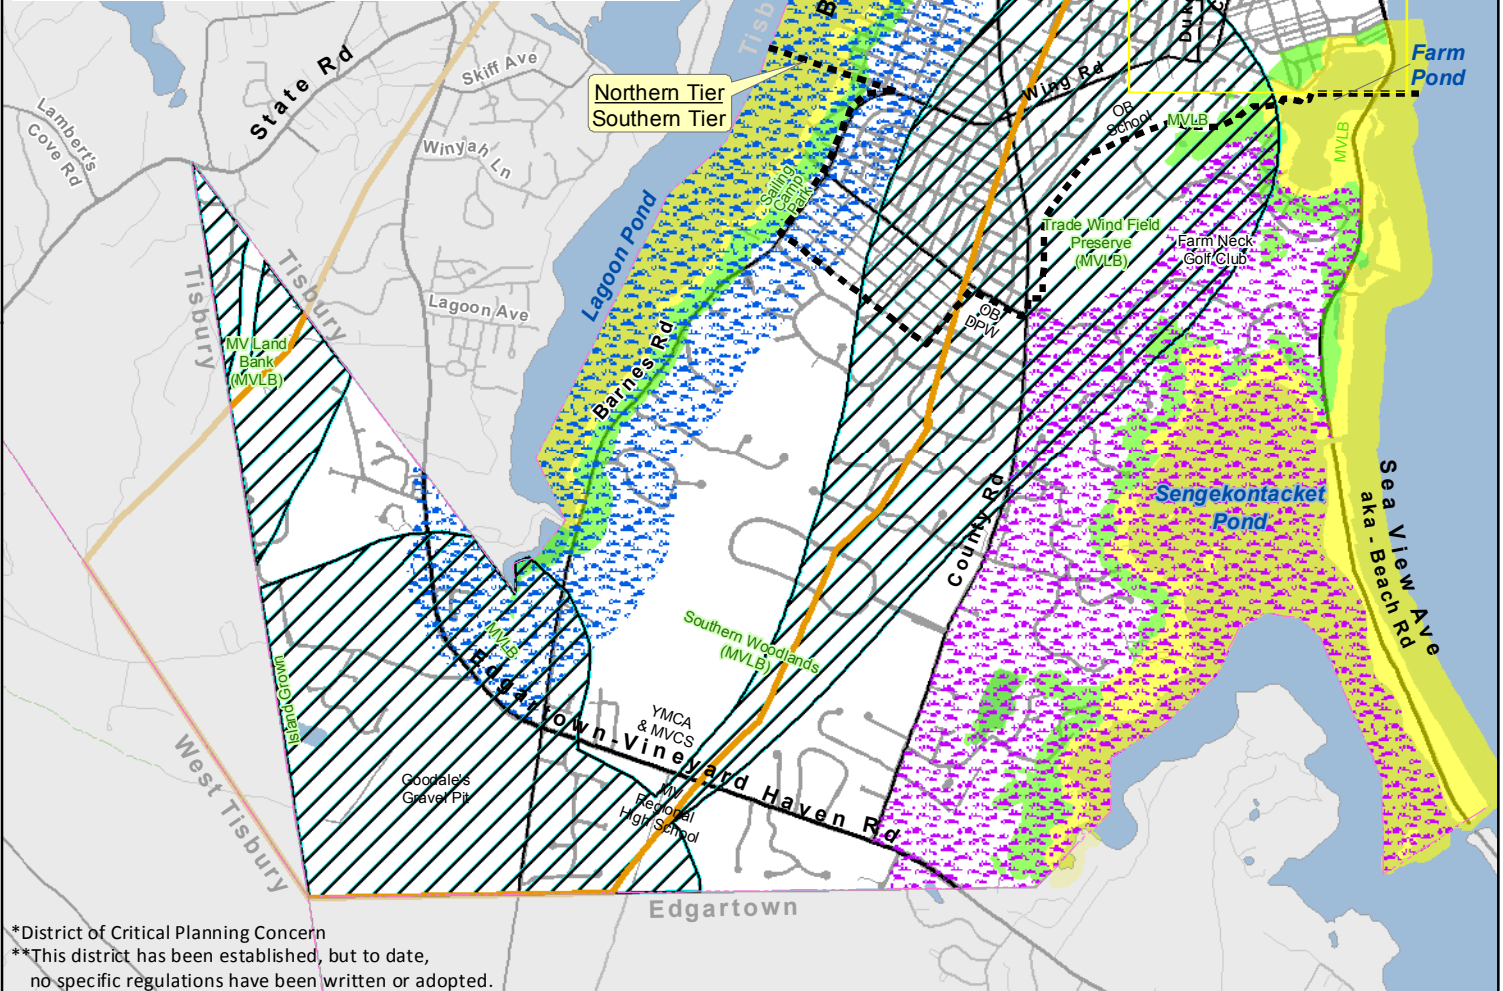 State Rd
Skiff Ave
Lambert's
Cove Rd
Winyah Ln
Northern Tier
Southern Tier
Tisb
B
Wing Rd
OB
School
MVLB
Farm
Pond
MVLB
Sailing
Camp
Park
Lagoon Pond
Trade Wind Field
Preserve
(MVLB)
Farm Neck
Golf Club
Tisbury
Tisbury
Lagoon Ave
OB
DPW
MV Land
Bank
(MVLB)
Barnes Rd
Sengekontacket
Pond
Sea View Ave
aka - Beach Rd
County Rd
Southern Woodlands
(MVLB)
MVLB
Island Grown
YMCA
& MVCS
Edgartown-Vineyard Haven Rd
Goodale's
Gravel Pit
MV
Regional
High School
West Tisbury
Edgartown
*District of Critical Planning Concern
**This district has been established, but to date,
no specific regulations have been written or adopted.